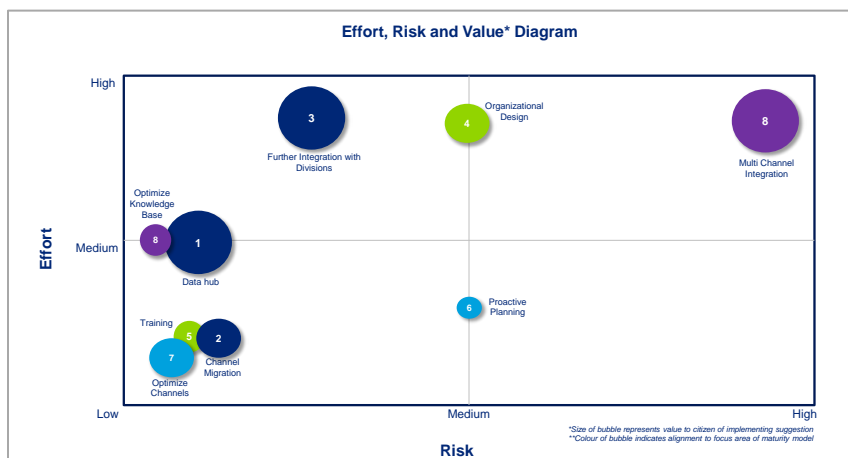 Effort, Risk and Value* Diagram
High
3
4
Organizational
Design
8
Further Integration with
Divisions
Multi Channel
Integration
Optimize
Knowledge
Base
8
1
Medium
Effort
Data hub
6
Proactive
Planning
Training
5
2
7
Channel
Migration
Optimize
Channels
Low
Medium
High
*Size of bubble represents value to citizen of implementing suggestion
**Colour of bubble indicates alignment to focus area of maturity model
Risk